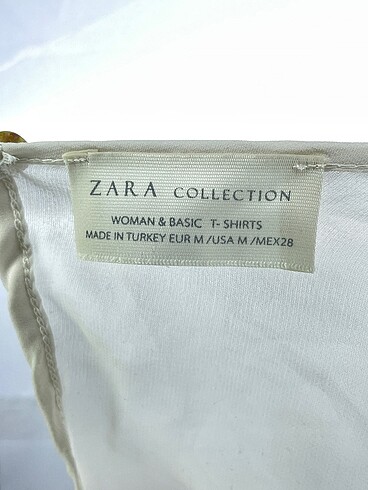 ZARA COLLECTION
WOMAN & BASIC T- SHIRTS
MADE IN TURKEY EUR M /USA M /MEX28